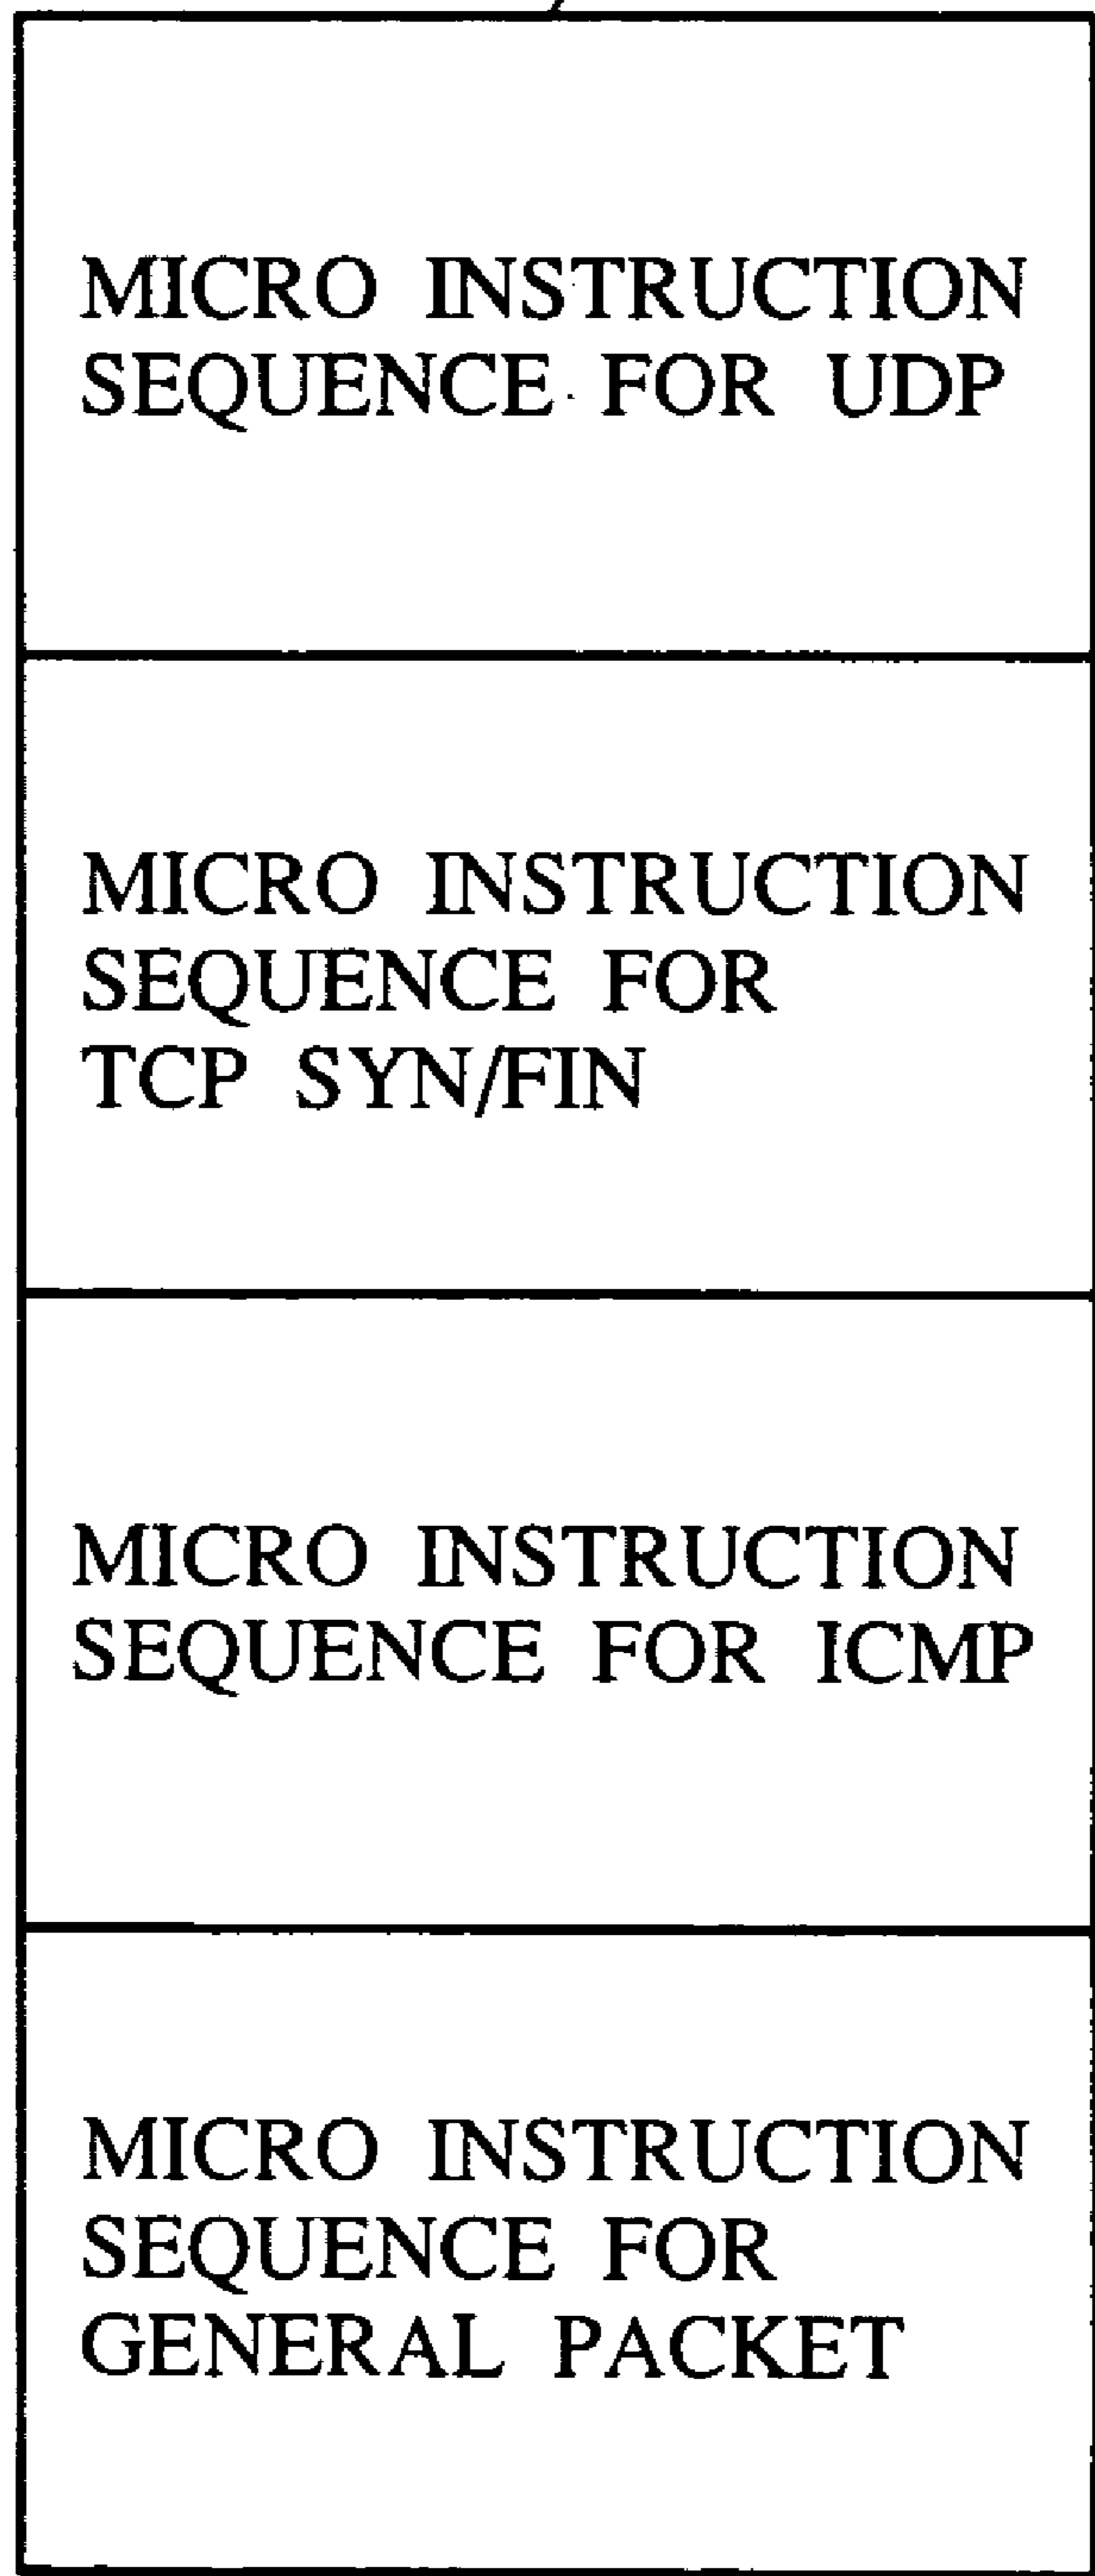 MICRO INSTRUCTION
SEQUENCE FOR UDP
MICRO INSTRUCTION
SEQUENCE FOR
TCP SYN/FIN
MICRO INSTRUCTION
SEQUENCE FOR ICMP
MICRO INSTRUCTION
SEQUENCE FOR
GENERAL PACKET